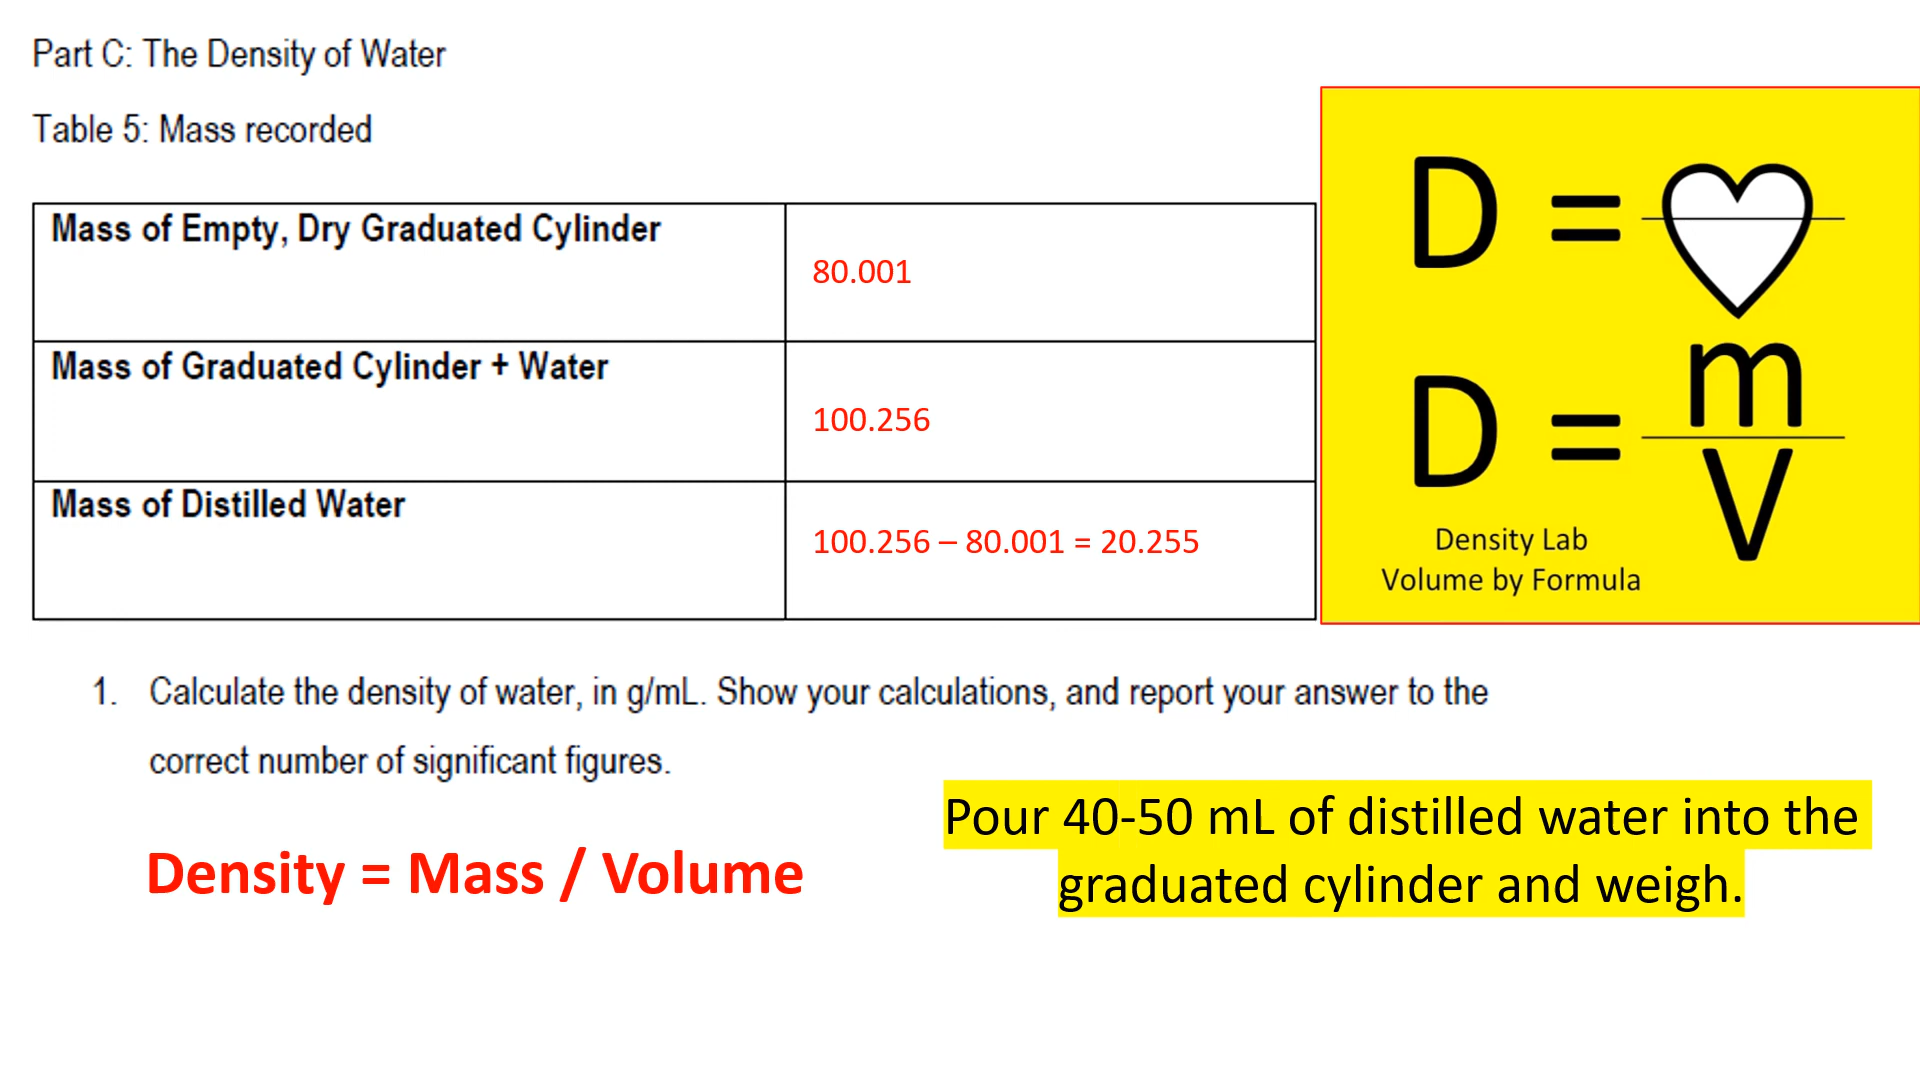 Part C: The Density of Water
Table 5: Mass recorded
Mass of Empty, Dry Graduated Cylinder
80.001
Mass of Graduated Cylinder + Water
100.256
Mass of Distilled Water
100.256 – 80.001 = 20.255
D =
D = m
V
Density Lab
Volume by Formula
1. Calculate the density of water, in g/mL. Show your calculations, and report your answer to the
correct number of significant figures.
Density = Mass / Volume
Pour 40-50 mL of distilled water into the
graduated cylinder and weigh.